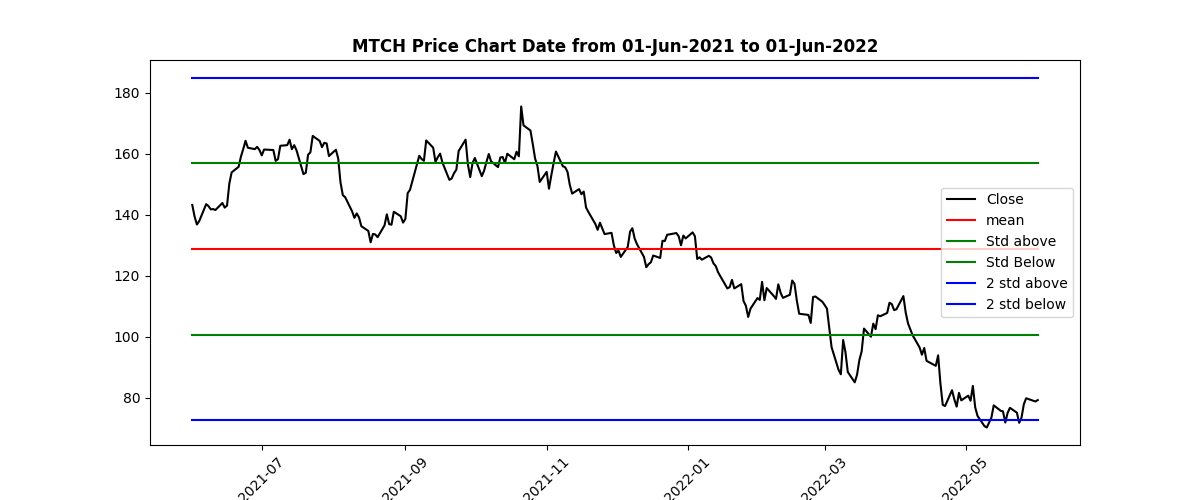 MTCH Price Chart Date from 01-Jun-2021 to 01-Jun-2022
180
160
140
120
100
80
Close
mean
Std above
Std Below
2 std above
2 std below
2021-07
2021-09
2021-11
2022-01
2022-03
2022-05